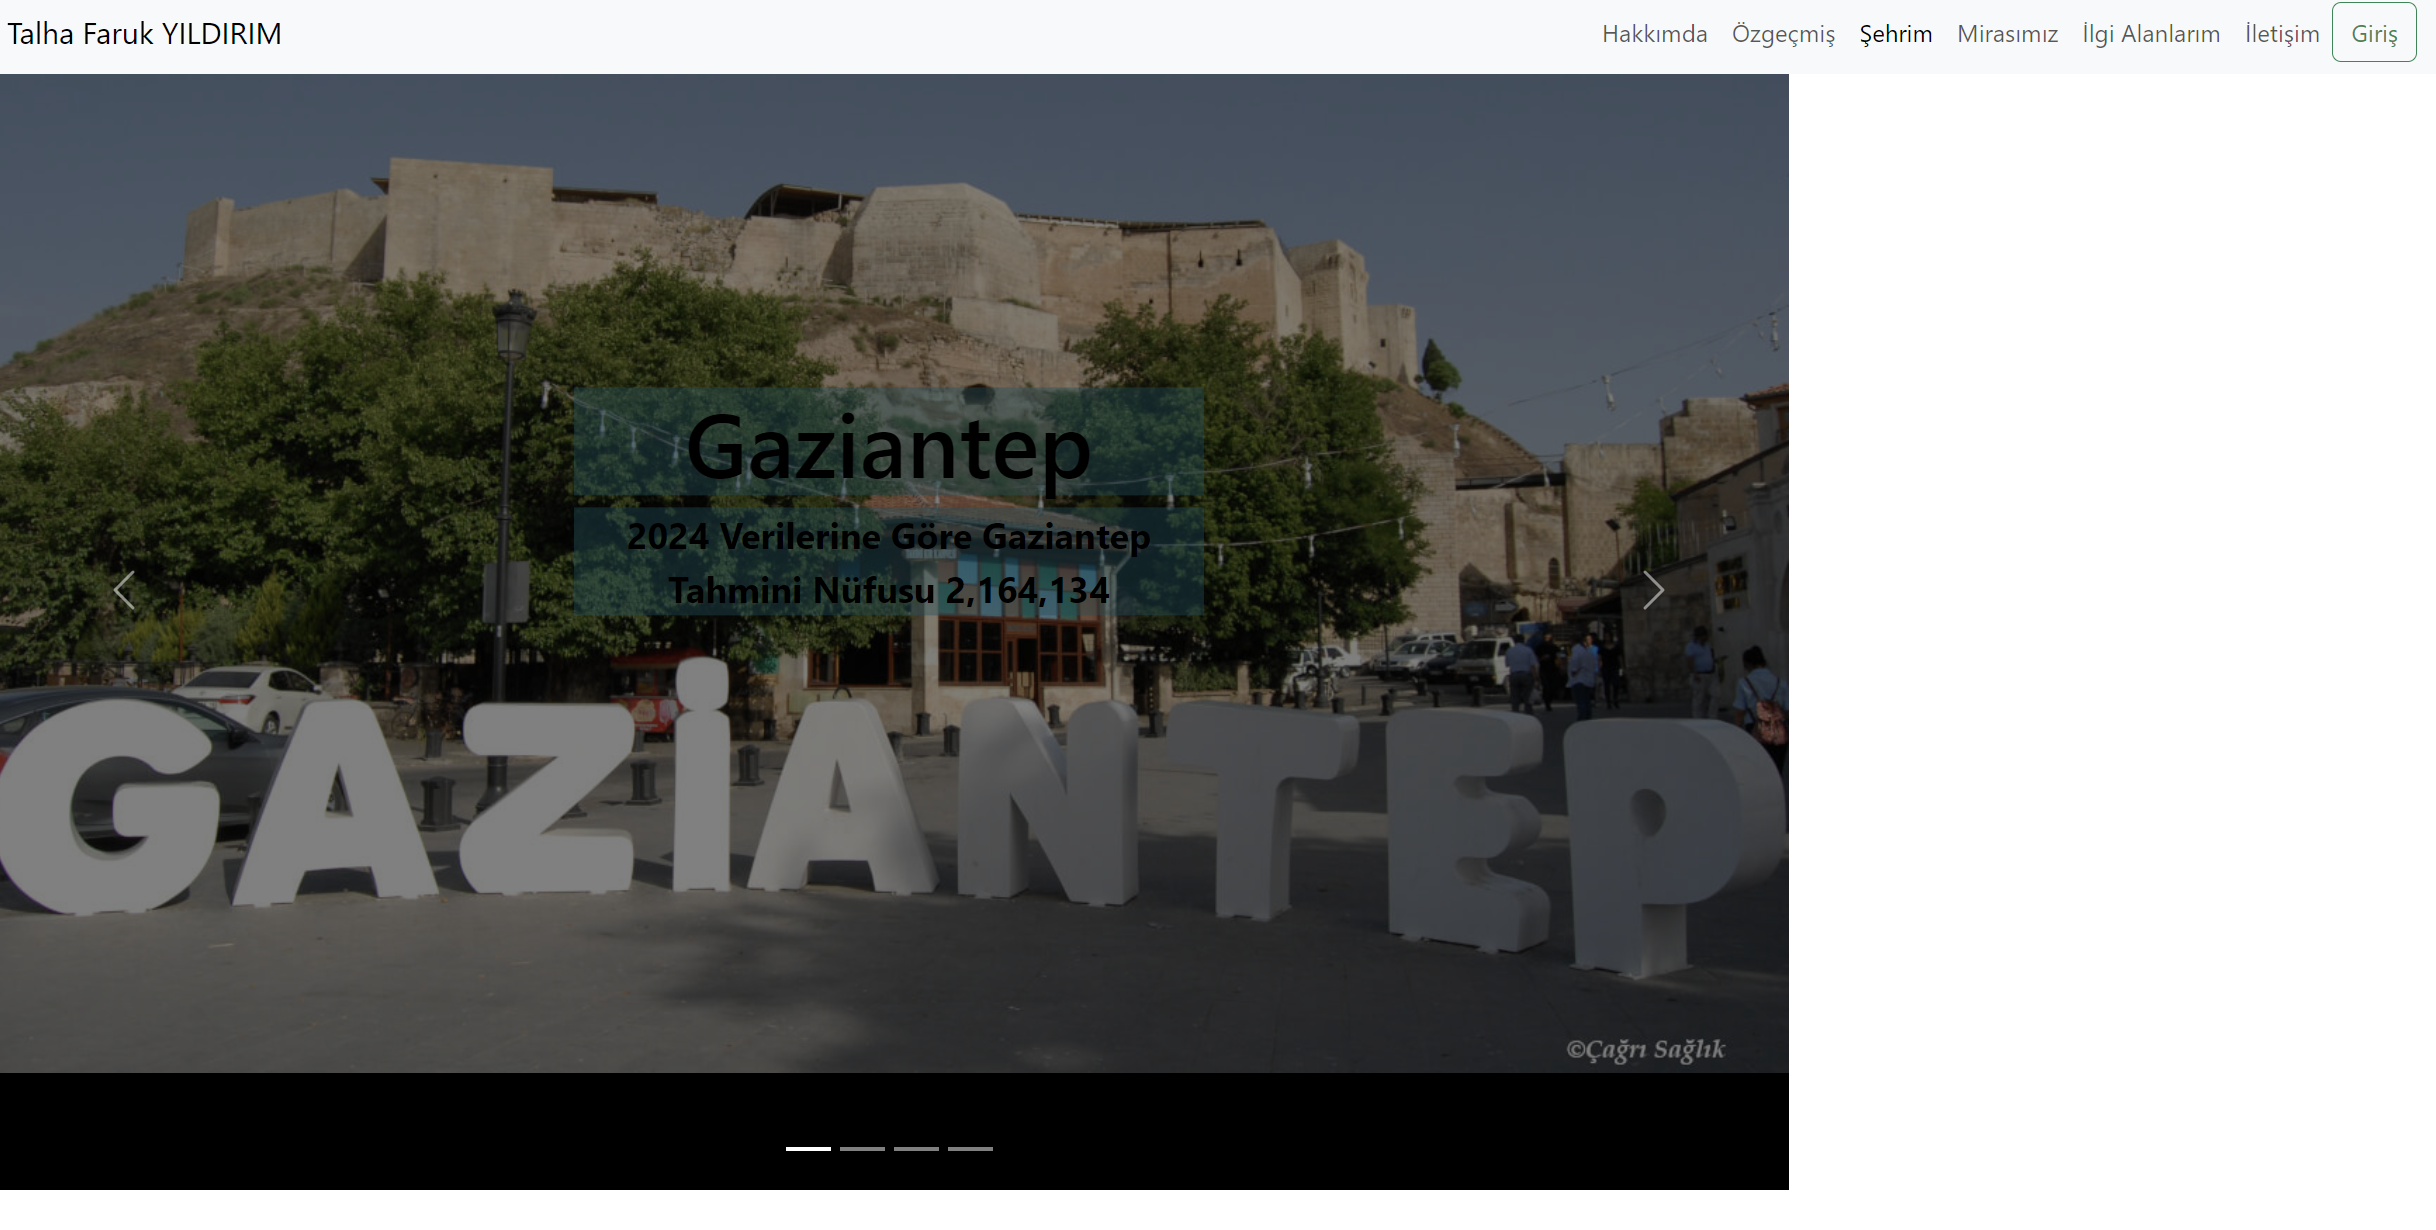 Talha Faruk YILDIRIM
Hakkımda
Özgeçmiş
Şehrim
Mirasımız
İlgi Alanlarım
İletişim
Giriş
Gaziantep
2024 Verilerine Göre Gaziantep
Tahmini Nüfusu 2,164,134
GAZİANTEP
©Çağrı Sağlık